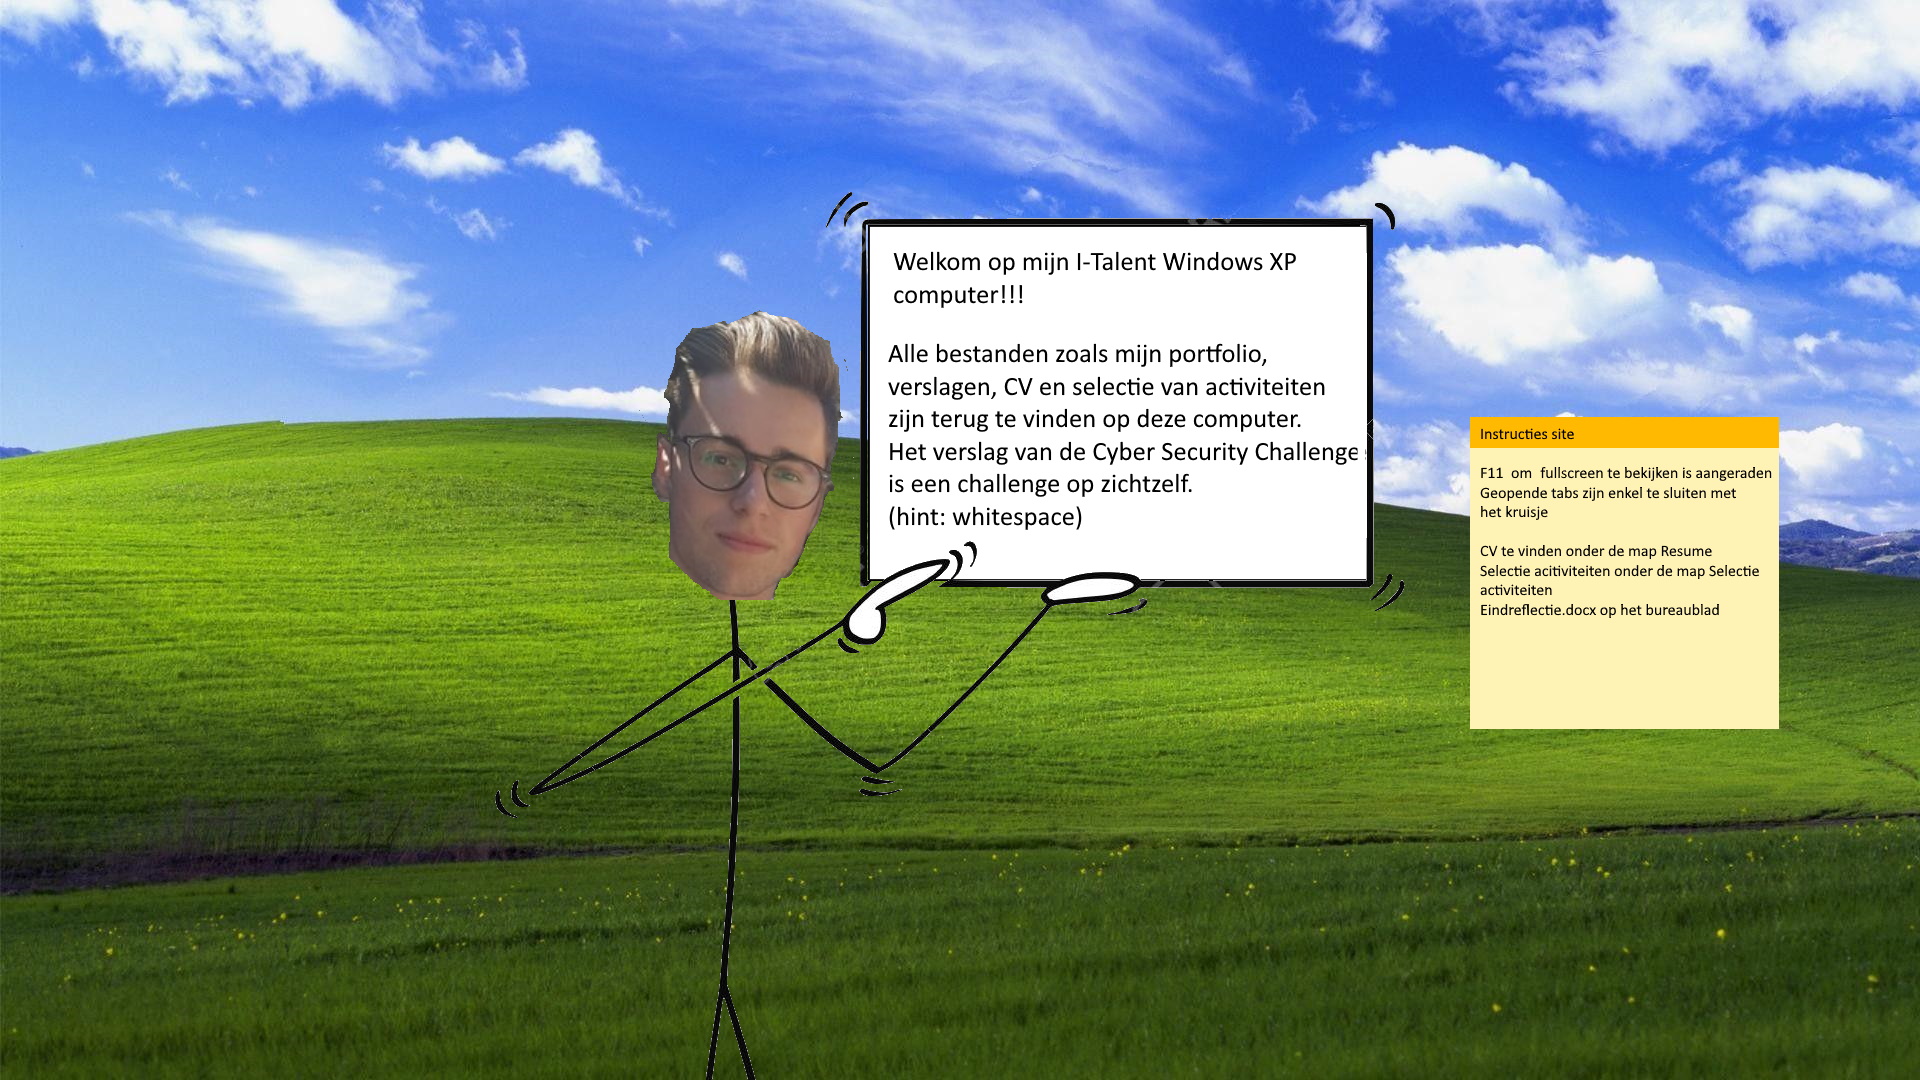 Welkom op mijn I-Talent Windows XP
computer!!!
Alle bestanden zoals mijn portfolio,
verslagen, CV en selectie van activiteiten
zijn terug te vinden op deze computer.
Het verslag van de Cyber Security Challenge
is een challenge op zichtzelf.
(hint: whitespace)
Instructies site
F11 om fullscreen te bekijken is aangeraden
Geopende tabs zijn enkel te sluiten met
het kruisje
CV te vinden onder de map Resume
Selectie acitiviteiten onder de map Selectie
activiteiten
Eindreflectie.docx op het bureaublad